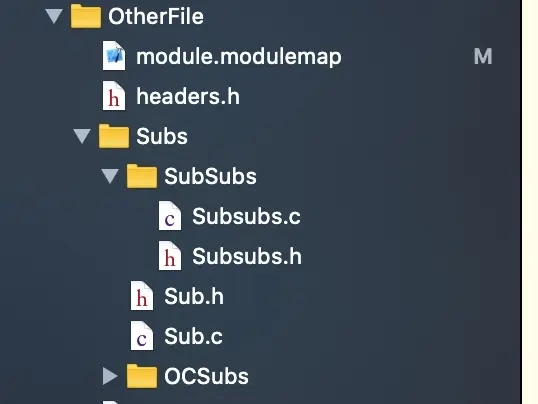 OtherFile
module.modulemap M
h headers.h
Subs
SubSubs
c Subsubs.c
h Subsubs.h
h Sub.h
c Sub.c
OCSubs